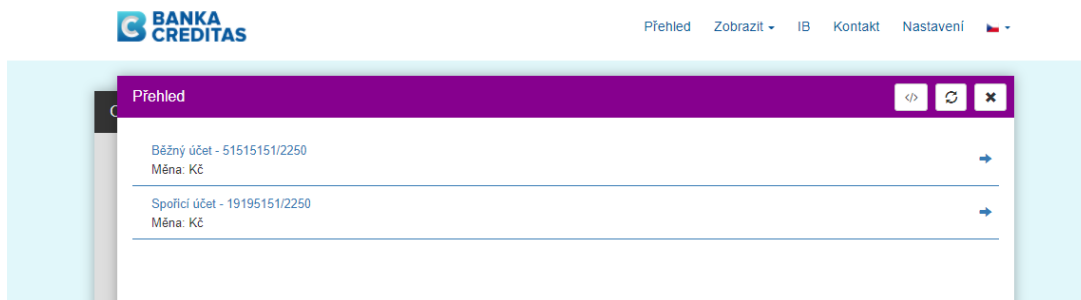 BANKA
CREDITAS
Přehled Zobrazit IB Kontakt Nastavení
Přehled
Běžný účet - 51515151/2250
Měna: Kč
Spořicí účet - 19195151/2250
Měna: Kč